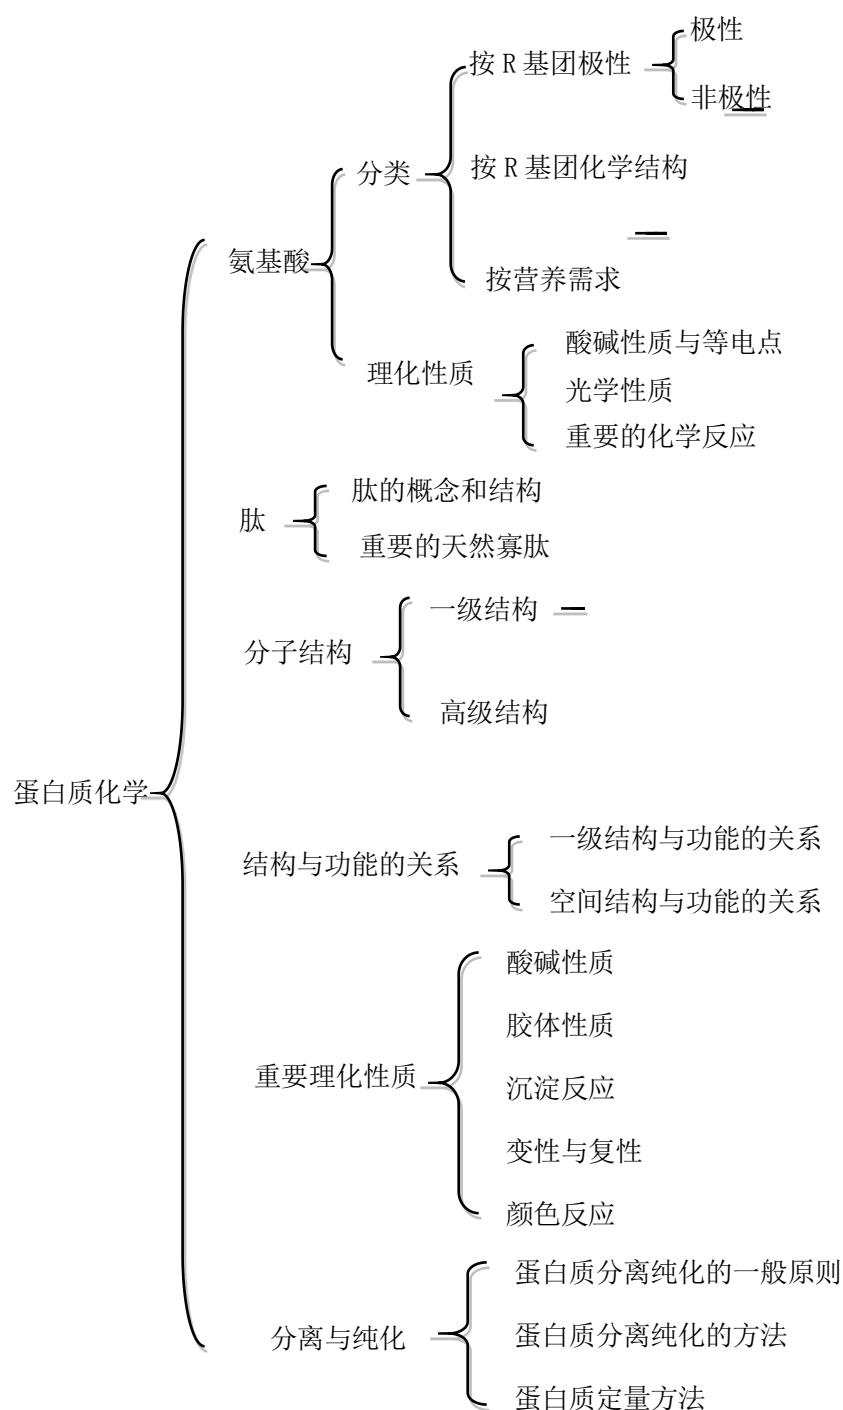 极性
按 R 基团极性
非极性
分类
按 R 基团化学结构
氨基酸
按营养需求
酸碱性质与等电点
理化性质
光学性质
重要的化学反应
肽的概念和结构
肽
重要的天然寡肽
一级结构
分子结构
高级结构
蛋白质化学
一级结构与功能的关系
结构与功能的关系
空间结构与功能的关系
酸碱性质
胶体性质
重要理化性质
沉淀反应
变性与复性
颜色反应
蛋白质分离纯化的一般原则
分离与纯化
蛋白质分离纯化的方法
蛋白质定量方法